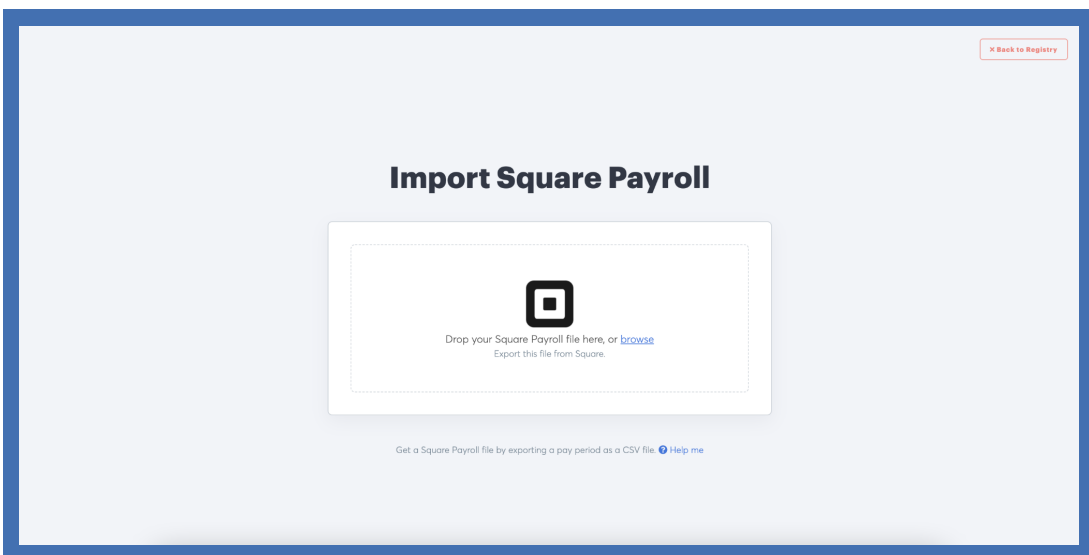 × Back to Registry
Import Square Payroll
Drop your Square Payroll file here, or browse
Export this file from Square.
Get a Square Payroll file by exporting a pay period as a CSV file. ? Help me